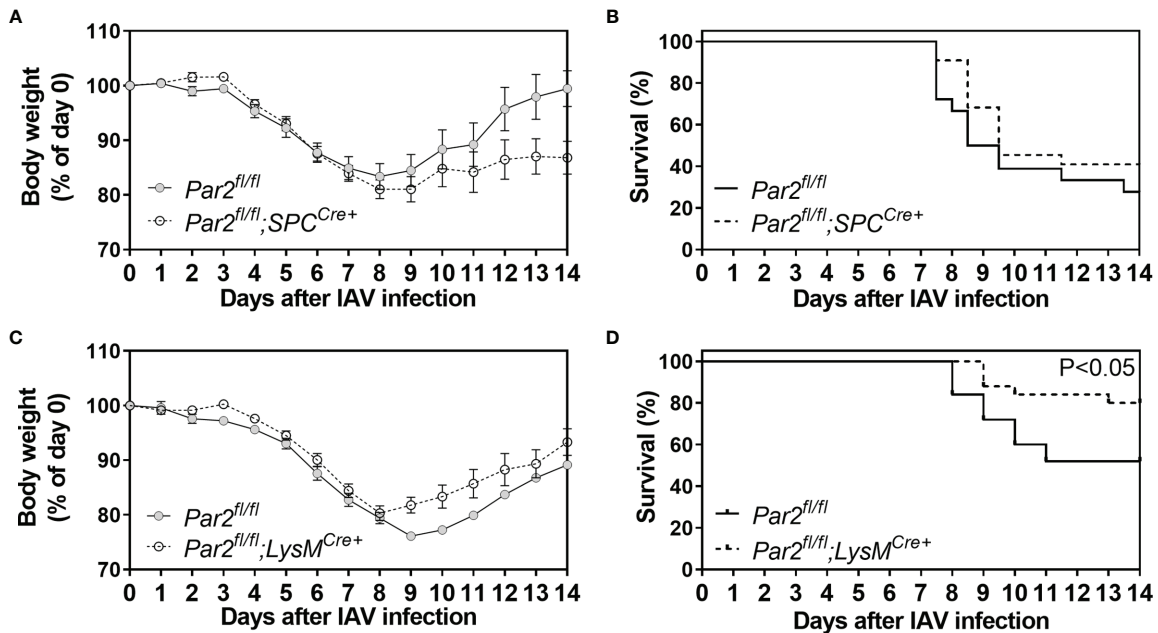 A
110
100
90
80
70
Body weight
(% of day 0)
Par2fl/fl
Par2fl/fl;SPCCre+
0 1 2 3 4 5 6 7 8 9 10 11 12 13 14
Days after IAV infection
B
100
80
60
40
20
0
Survival (%)
Par2fl/fl
Par2fl/fl;SPCCre+
0 1 2 3 4 5 6 7 8 9 10 11 12 13 14
Days after IAV infection
C
110
100
90
80
70
Body weight
(% of day 0)
Par2fl/fl
Par2fl/fl;LysMCre+
0 1 2 3 4 5 6 7 8 9 10 11 12 13 14
Days after IAV infection
D
100
80
60
40
20
0
Survival (%)
P<0.05
Par2fl/fl
Par2fl/fl;LysMCre+
0 1 2 3 4 5 6 7 8 9 10 11 12 13 14
Days after IAV infection